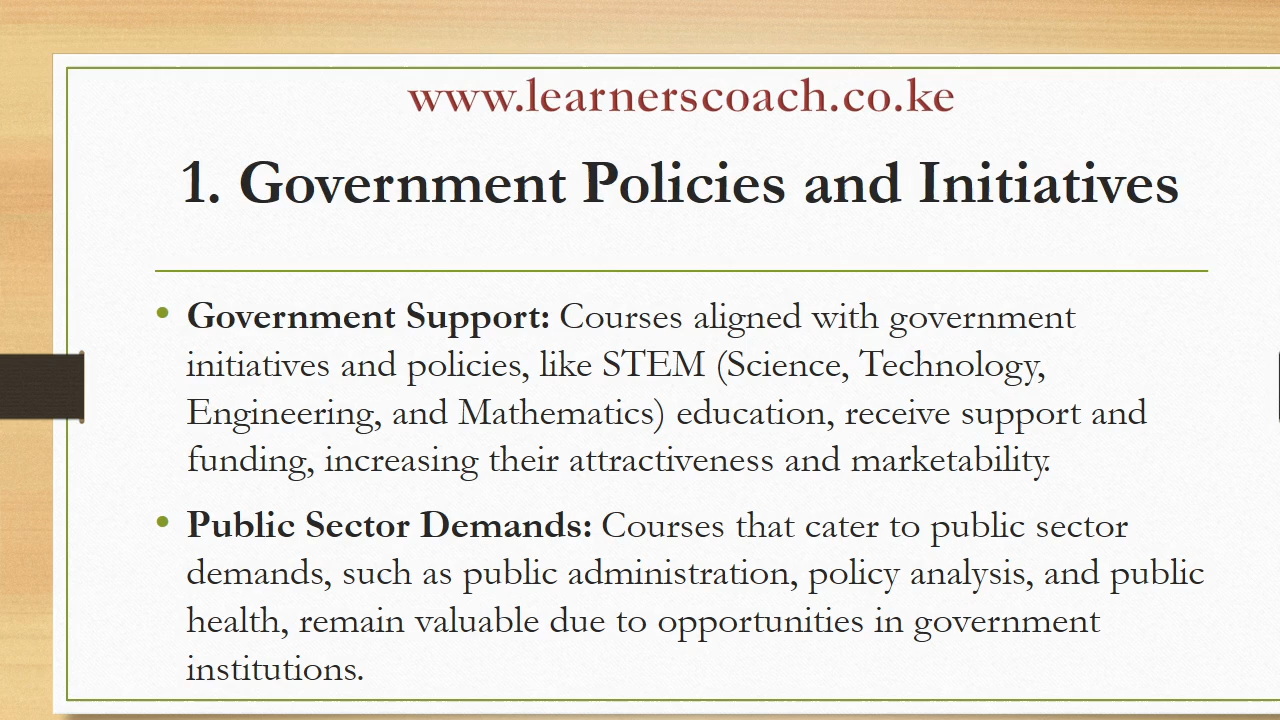 www.learnerscoach.co.ke
1. Government Policies and Initiatives
• Government Support: Courses aligned with government
initiatives and policies, like STEM (Science, Technology,
Engineering, and Mathematics) education, receive support and
funding, increasing their attractiveness and marketability.
• Public Sector Demands: Courses that cater to public sector
demands, such as public administration, policy analysis, and public
health, remain valuable due to opportunities in government
institutions.